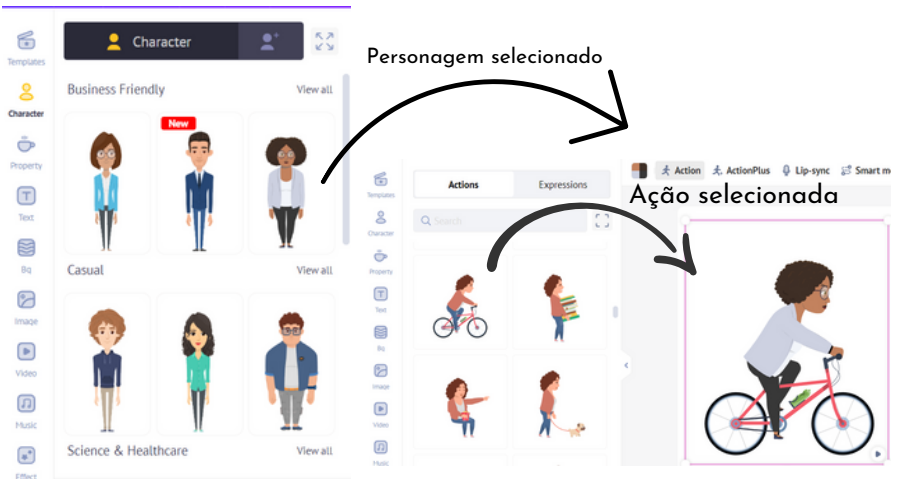 Templates
Character
Property
Text
Bg
Image
Video
Music
Effect
Character
Business Friendly
View all
New
Casual
View all
Science & Healthcare
View all
Personagem selecionado
Templates
Character
Property
Text
Bg
Image
Video
Music
Actions
Expressions
Search
Action
ActionPlus
Lip-sync
Smart m
Ação selecionada